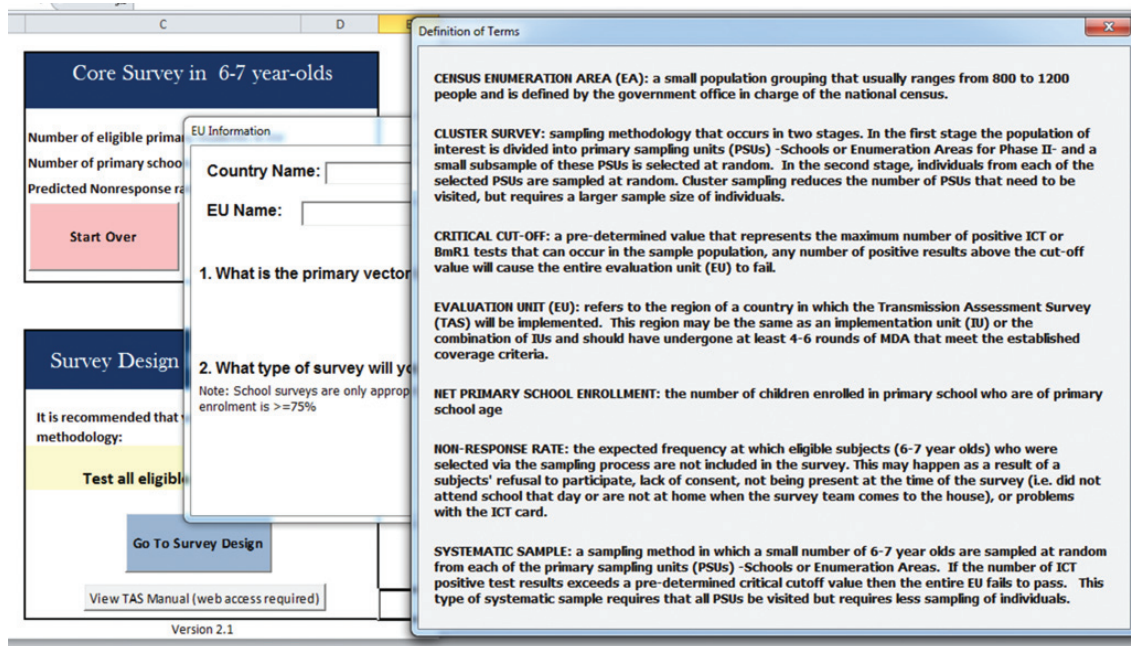 C
D
Core Survey in 6-7 year-olds
Number of eligible
Number of primary
Predicted Nonresponse
Start Over
Survey Design
It is recommended that
methodology:
Test all
Go To Survey Design
View TAS Manual (web access required)
Version 2.1
EU Information
Country Name:
EU Name:
1. What is the primary vector
2. What type of survey will
Note: School surveys are only
enrolment is >=75%
Definition of Terms
CENSUS ENUMERATION AREA (EA): a small population grouping that usually ranges from 800 to 1200
people and is defined by the government office in charge of the national census.
CLUSTER SURVEY: sampling methodology that occurs in two stages. In the first stage the population of
interest is divided into primary sampling units (PSUs) -Schools or Enumeration Areas for Phase II- and a
small subsample of these PSUs is selected at random. In the second stage, individuals from each of the
selected PSUs are sampled at random. Cluster sampling reduces the number of PSUs that need to be
visited, but requires a larger sample size of individuals.
CRITICAL CUT-OFF: a pre-determined value that represents the maximum number of positive ICT or
BmR1 tests that can occur in the sample population, any number of positive results above the cut-off
value will cause the entire evaluation unit (EU) to fail.
EVALUATION UNIT (EU): refers to the region of a country in which the Transmission Assessment Survey
(TAS) will be implemented. This region may be the same as an implementation unit (IU) or the
combination of IUs and should have undergone at least 4-6 rounds of MDA that meet the established
coverage criteria.
NET PRIMARY SCHOOL ENROLLMENT: the number of children enrolled in primary school who are of primary
school age
NON-RESPONSE RATE: the expected frequency at which eligible subjects (6-7 year olds) who were
selected via the sampling process are not included in the survey. This may happen as a result of a
subjects' refusal to participate, lack of consent, not being present at the time of the survey (i.e. did not
attend school that day or are not at home when the survey team comes to the house), or problems
with the ICT card.
SYSTEMATIC SAMPLE: a sampling method in which a small number of 6-7 year olds are sampled at random
from each of the primary sampling units (PSUs) -Schools or Enumeration Areas. If the number of ICT
positive test results exceeds a pre-determined critical cutoff value then the entire EU fails to pass. This
type of systematic sample requires that all PSUs be visited but requires less sampling of individuals.